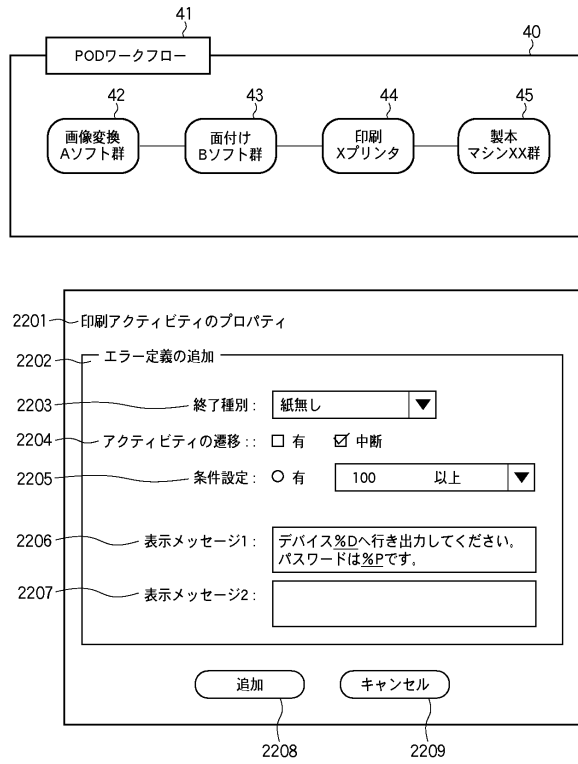 41
40
PODワークフロー
42
43
44
45
画像変換
Aソフト群
面付け
Bソフト群
印刷
Xプリンタ
製本
マシンXX群
2201
印刷アクティビティのプロパティ
2202
エラー定義の追加
2203
終了種別：
紙無し
2204
アクティビティの遷移：：
有
中断
2205
条件設定：
有
100
以上
2206
表示メッセージ1：
デバイス%Dへ行き出力してください。
パスワードは%Pです。
2207
表示メッセージ2：
追加
キャンセル
2208
2209